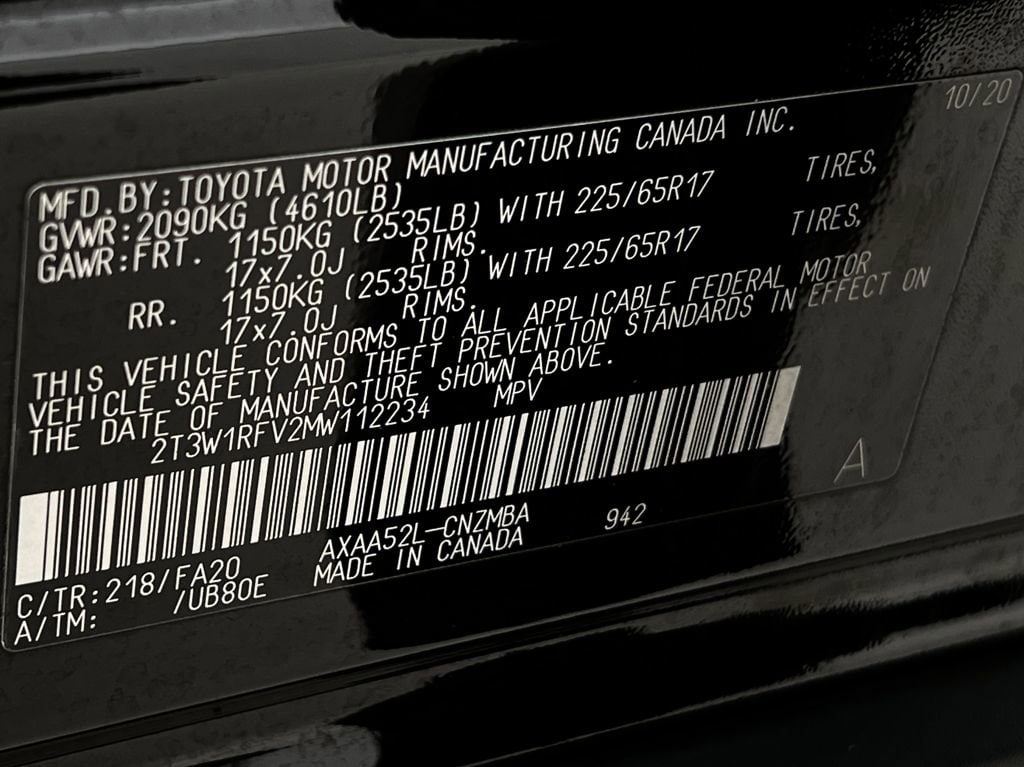 10/20
MFD.BY:TOYOTA MOTOR MANUFACTURING CANADA INC.
GVWR:2090KG (4610LB)
GAWR:FRT. 1150KG (2535LB) WITH 225/65R17 TIRES,
17x7.0J RIMS.
RR. 1150KG (2535LB) WITH 225/65R17 TIRES,
17x7.0J RIMS.
THIS VEHICLE CONFORMS TO ALL APPLICABLE FEDERAL MOTOR
VEHICLE SAFETY AND THEFT PREVENTION STANDARDS IN EFFECT ON
THE DATE OF MANUFACTURE SHOWN ABOVE.
2T3W1RFV2MW112234 MPV
A
C/TR:218/FA20 AXAA52L-CNZMBA 942
A/TM: /UB80E MADE IN CANADA